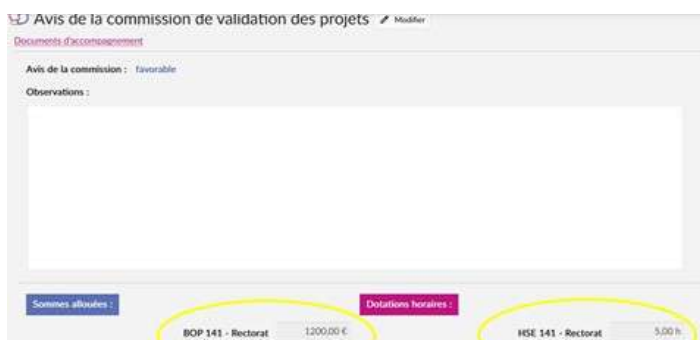 Avis de la commission de validation des projets Modifier
Documents d'accompagnement
Avis de la commission : favorable
Observations :
Sommes allouées : Dotations horaires :
BOP 141 - Rectorat 1200,00 € HSE 141 - Rectorat 5,00 h